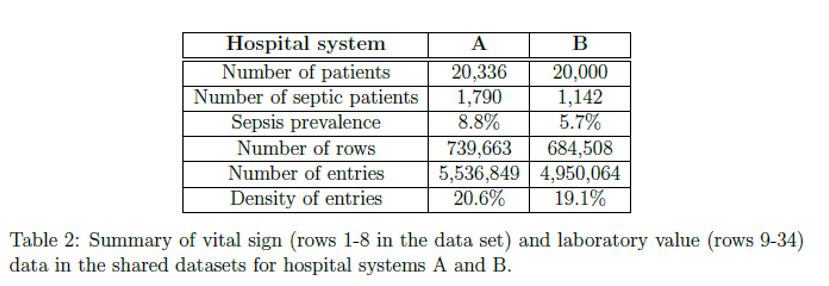 Hospital system A B
Number of patients 20,336 20,000
Number of septic patients 1,790 1,142
Sepsis prevalence 8.8% 5.7%
Number of rows 739,663 684,508
Number of entries 5,536,849 4,950,064
Density of entries 20.6% 19.1%
Table 2: Summary of vital sign (rows 1-8 in the data set) and laboratory value (rows 9-34)
data in the shared datasets for hospital systems A and B.